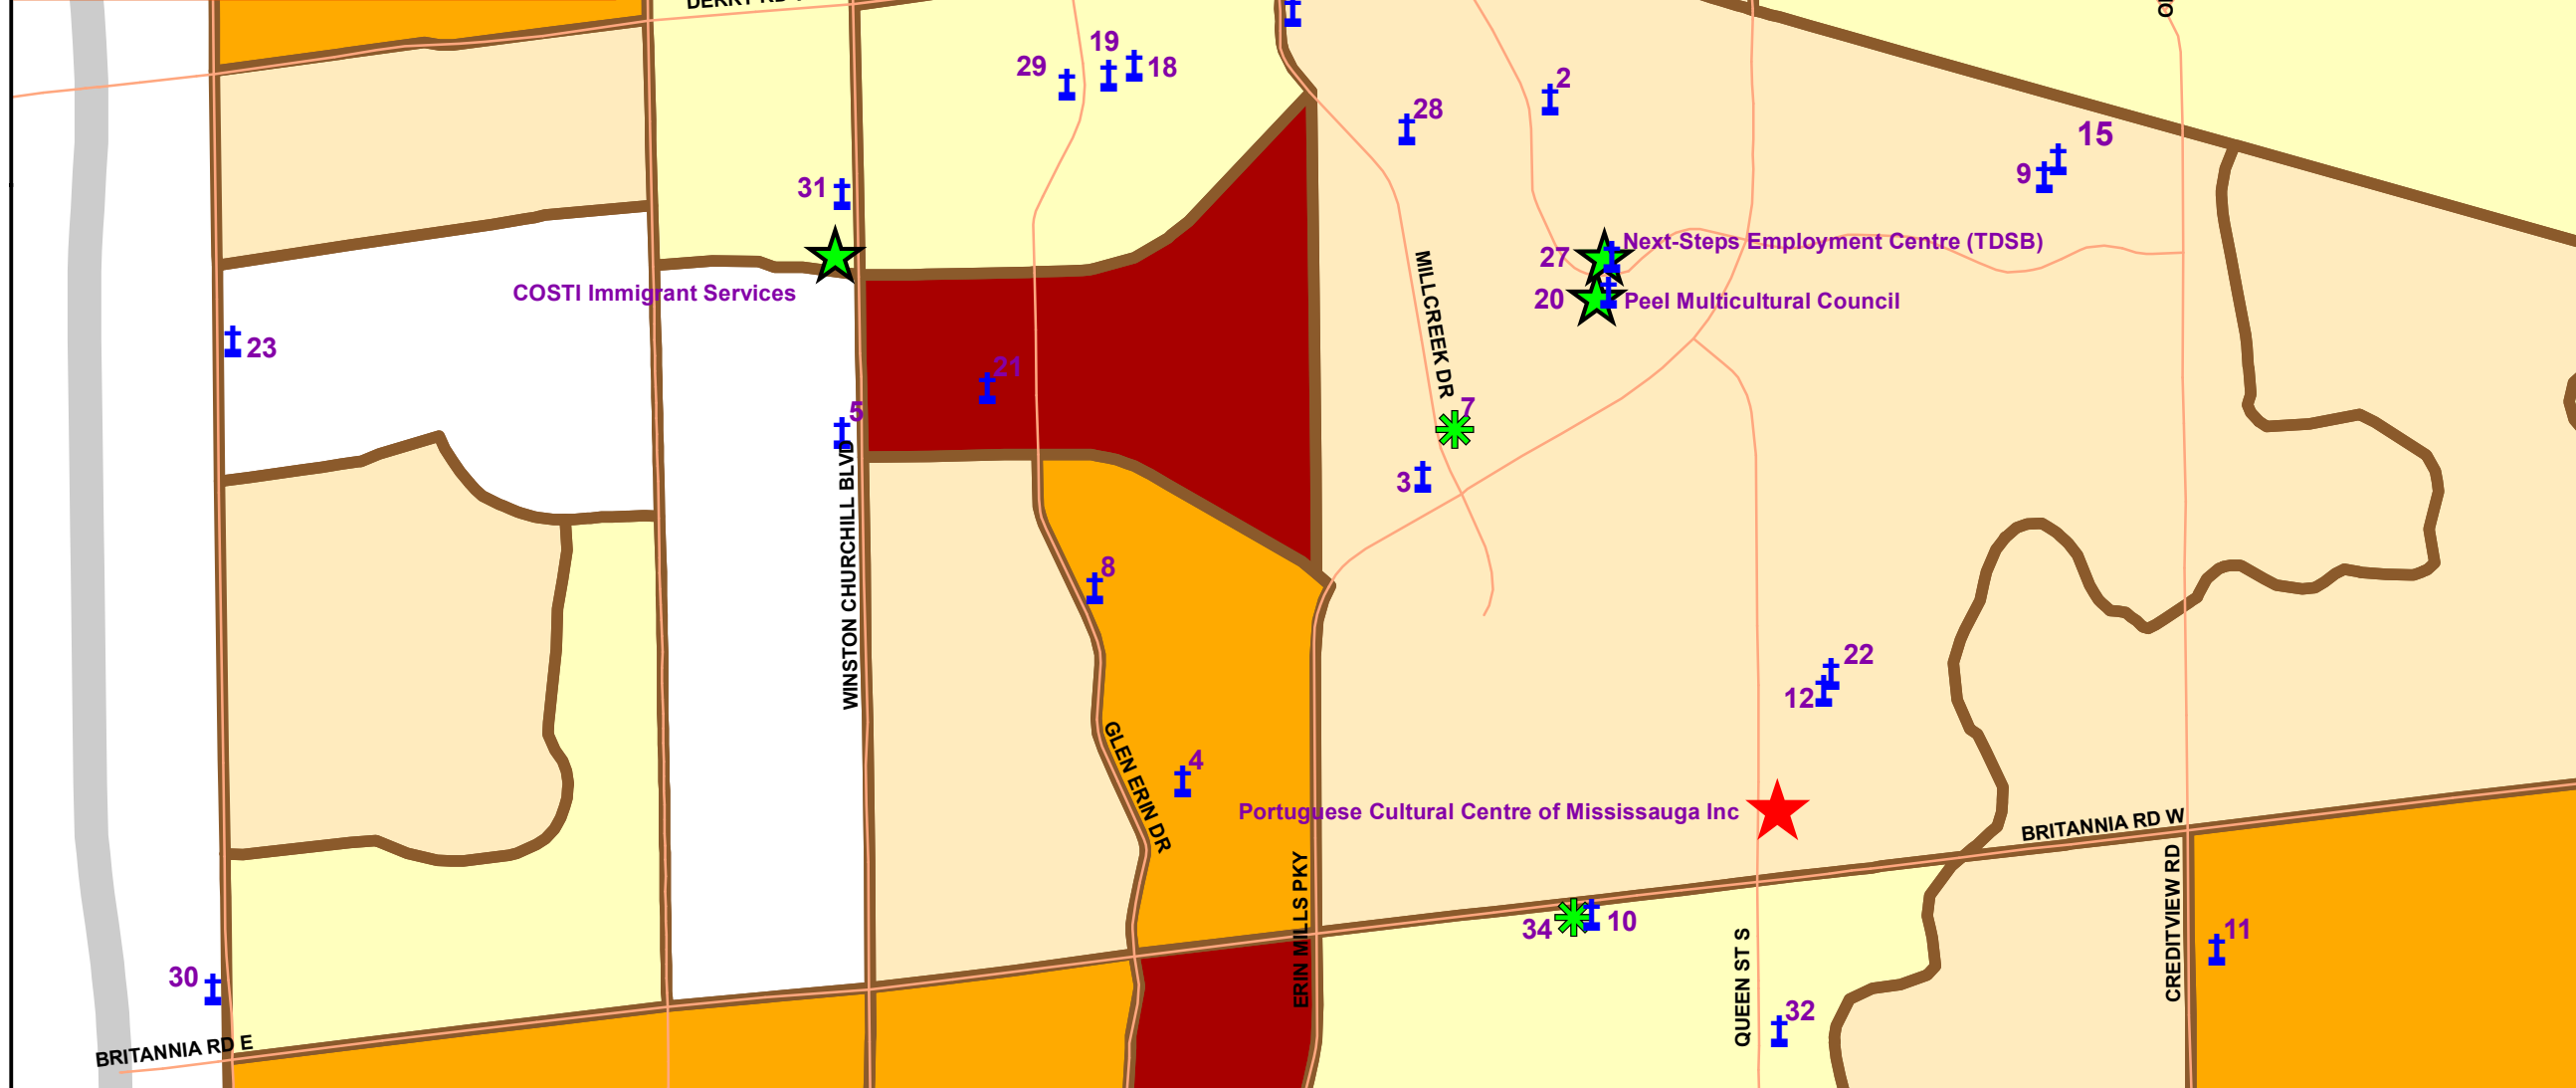 DERRY RD
19
29
18
2
28
15
9
31
27
Next-Steps Employment Centre (TDSB)
COSTI Immigrant Services
20
Peel Multicultural Council
23
MILLCREEK DR
21
5
7
3
WINSTON CHURCHILL BLVD
8
22
12
4
GLEN ERIN DR
Portuguese Cultural Centre of Mississauga Inc
BRITANNIA RD W
ERIN MILLS PKY
CREDITVIEW RD
34
10
11
QUEEN ST S
30
32
BRITANNIA RD E